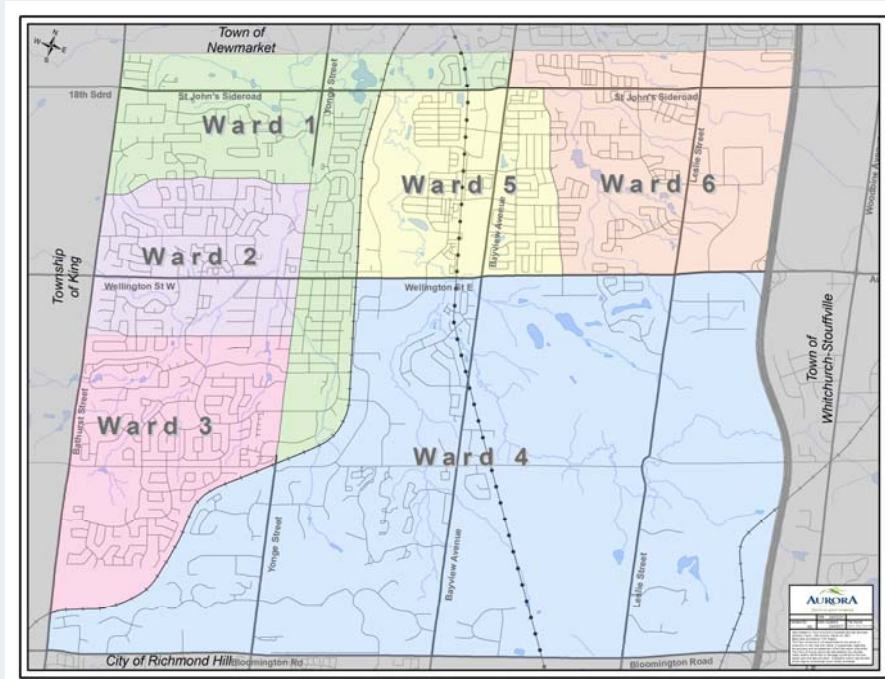 Town of
Newmarket
N
W
E
S
18th Sdrd
St John's Sideroad
Yonge Street
St John's Sideroad
Ward 1
Leslie Street
Ward 5
Ward 6
Woodbine Avenue
Bayview Avenue
Ward 2
Township
of King
Wellington St W
Wellington St E
Town of
Whitchurch-Stouffville
Bathurst Street
Ward 3
Ward 4
Yonge Street
Bayview Avenue
Leslie Street
AURORA
City of Richmond Hill
Bloomington Rd
Bloomington Road